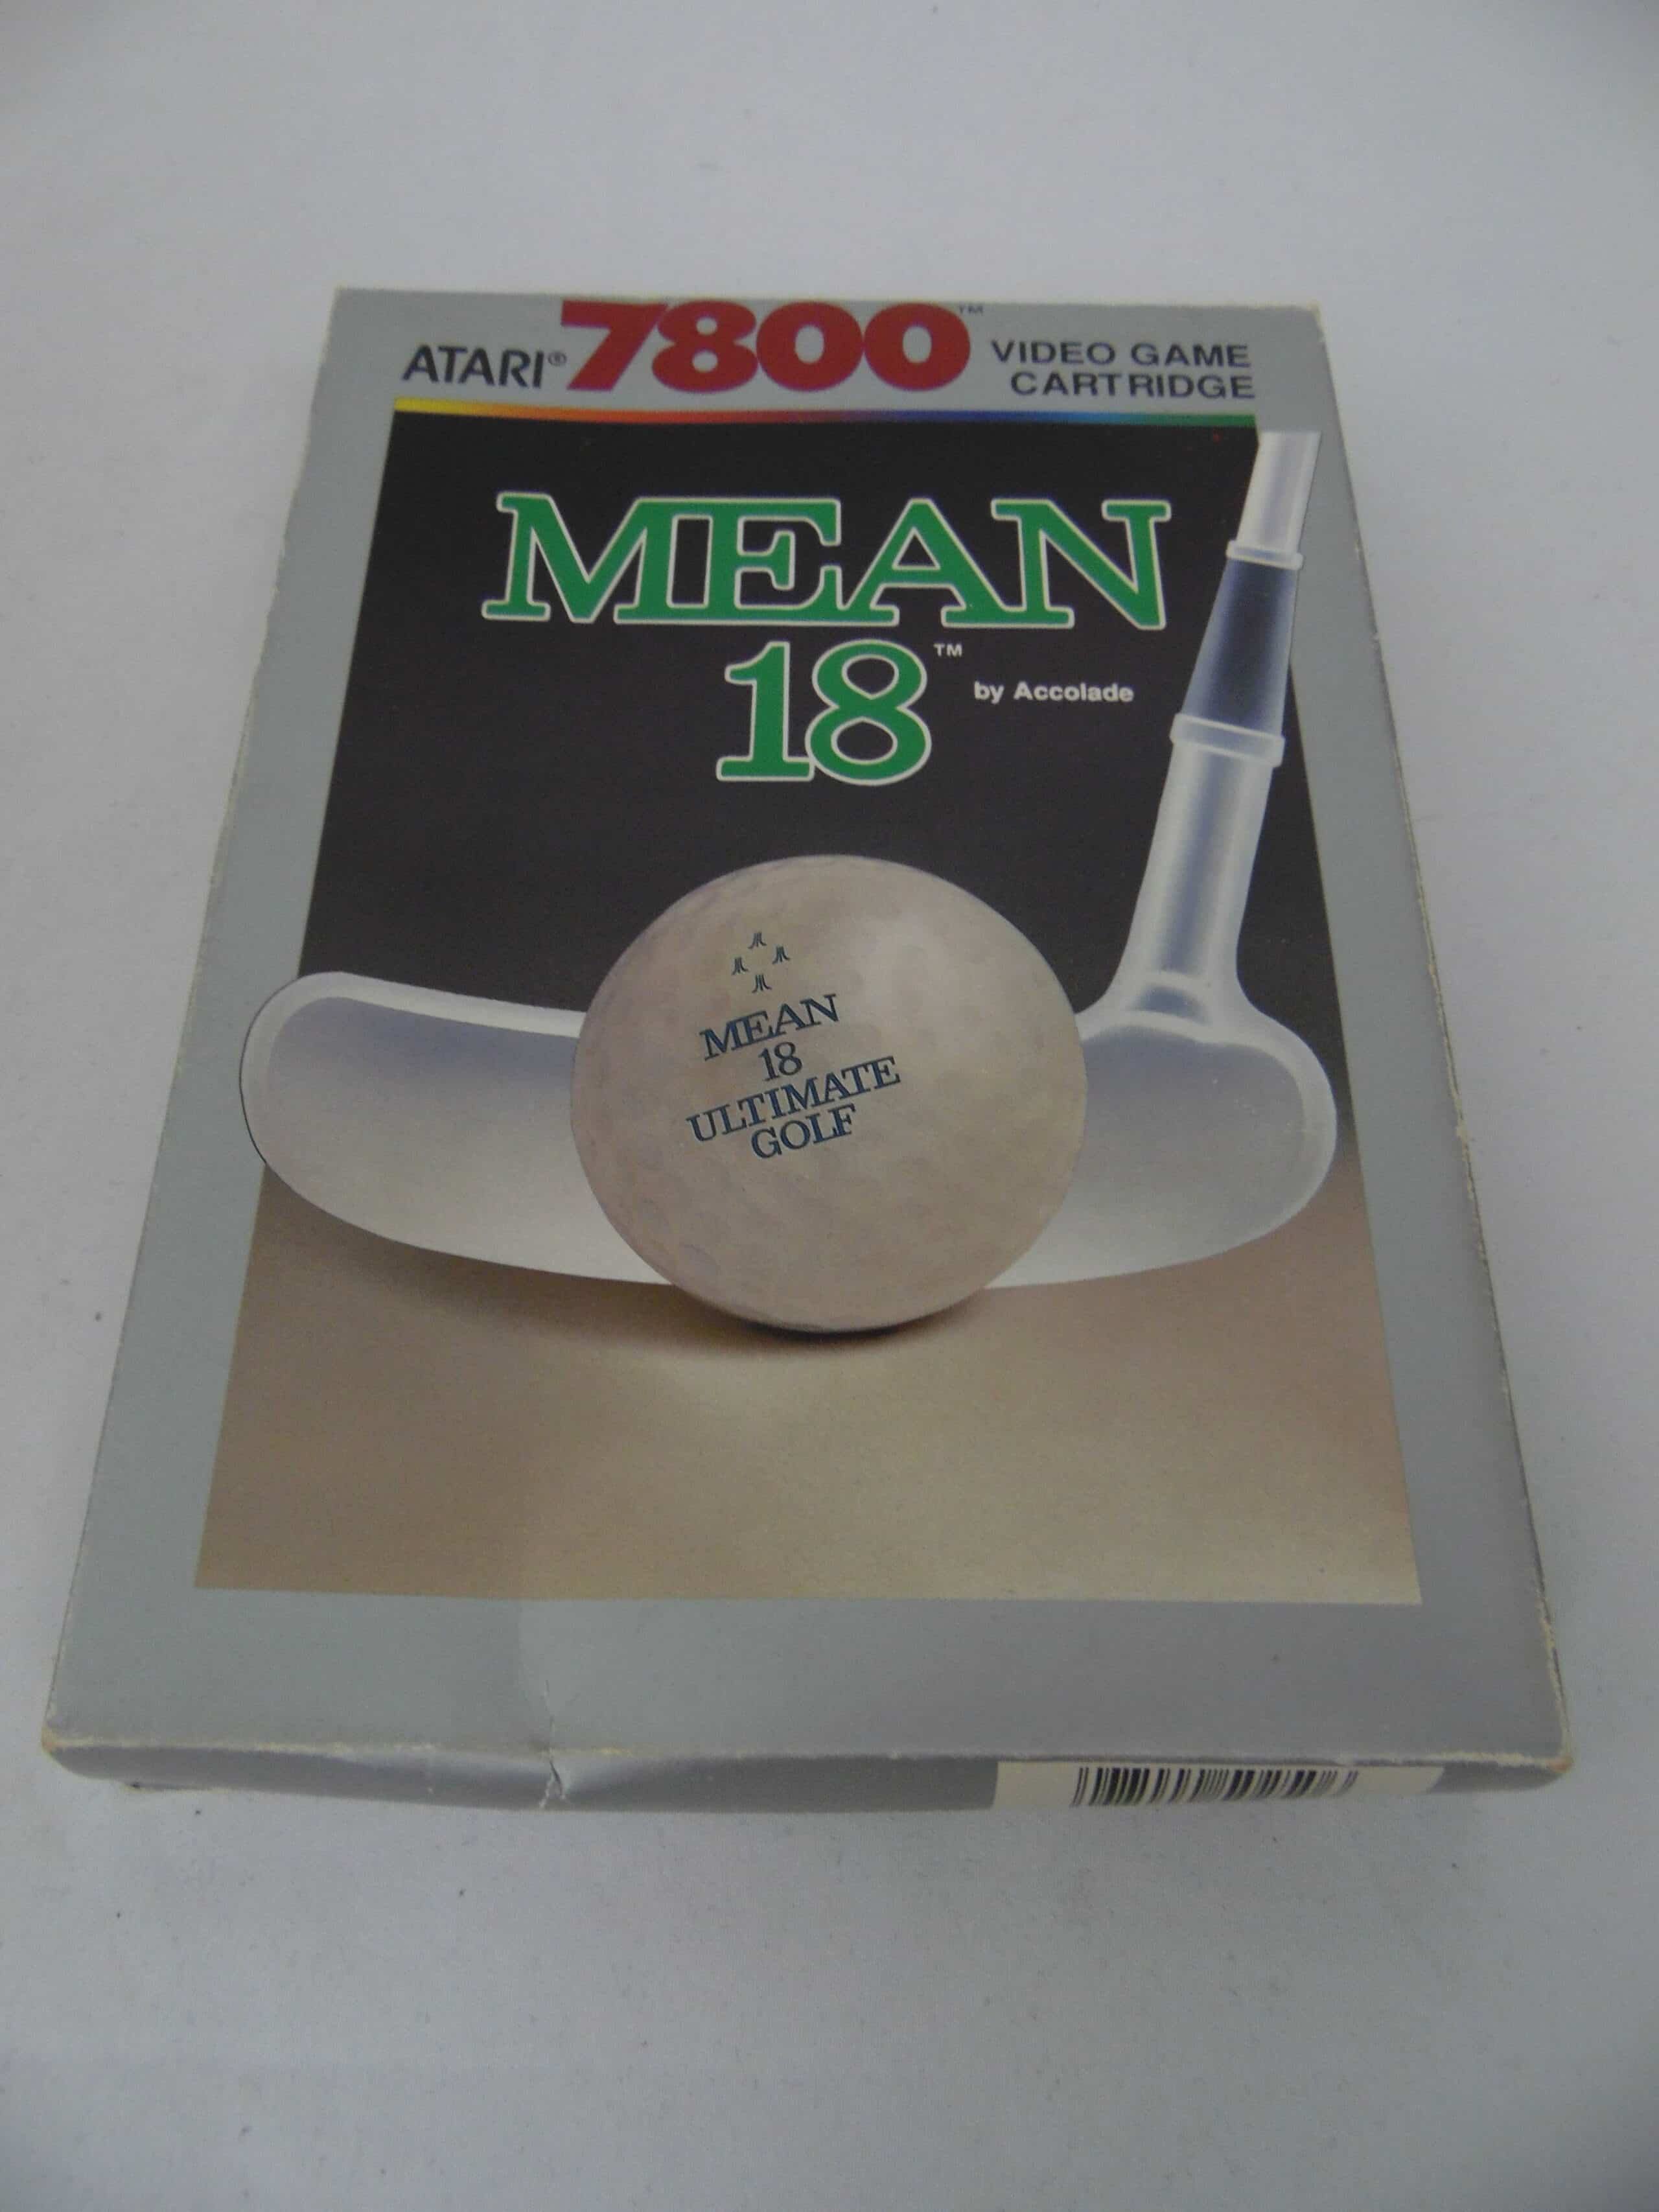 ATARI® 7800™ VIDEO GAME
CARTRIDGE
MEAN
18™
by Accolade
MEAN
18
ULTIMATE
GOLF